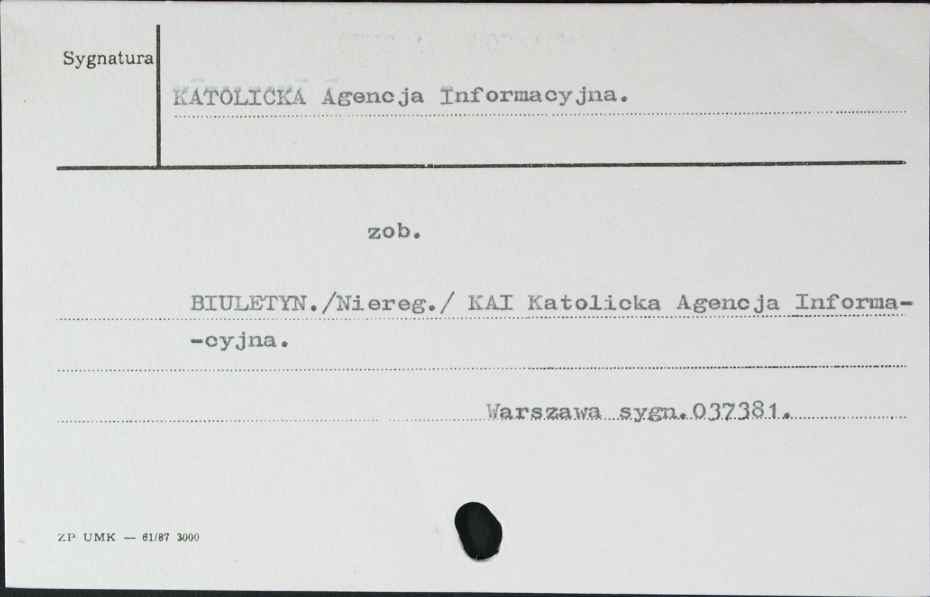 Sygnatura
KATOLICKA Agencja Informacyjna.
zob.
BIULETYN./Niereg./ KAI Katolicka Agencja Informa-
-cyjna.
Warszawa sygn.037381.
ZP UMK — 61/87 3000